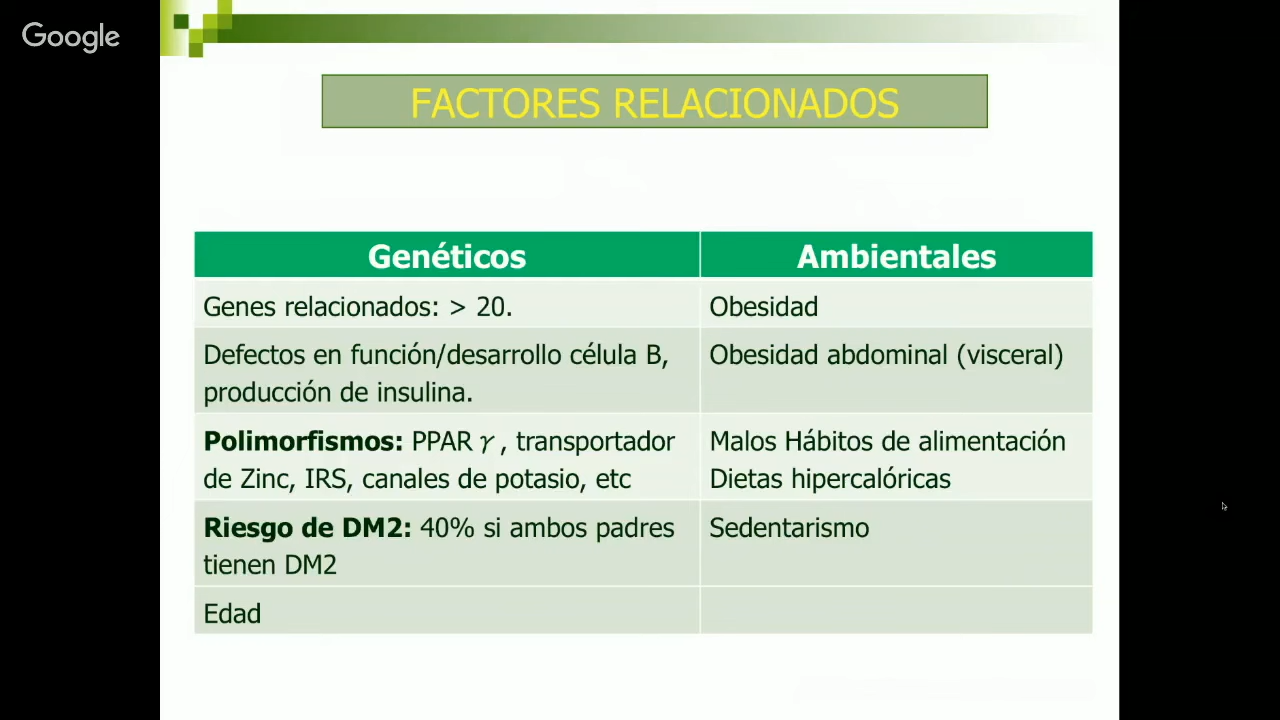 Google
FACTORES RELACIONADOS
Genéticos
Ambientales
Genes relacionados: > 20.
Obesidad
Defectos en función/desarrollo célula B,
producción de insulina.
Obesidad abdominal (visceral)
Polimorfismos: PPAR γ , transportador
de Zinc, IRS, canales de potasio, etc
Malos Hábitos de alimentación
Dietas hipercalóricas
Riesgo de DM2: 40% si ambos padres
tienen DM2
Sedentarismo
Edad